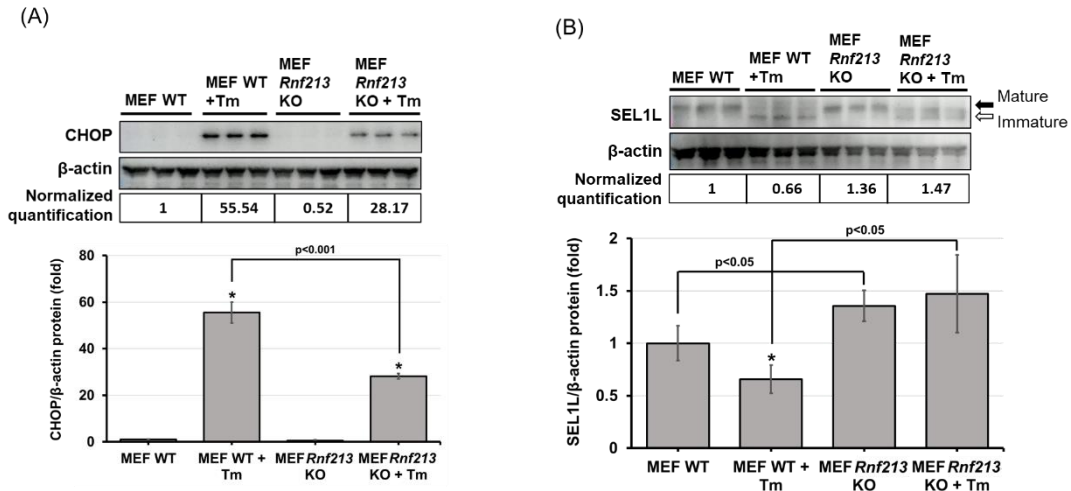 (A)
MEF WT
MEF WT
+Tm
MEF
Rnf213
KO
MEF
Rnf213
KO + Tm
CHOP
β-actin
Normalized
quantification
1
55.54
0.52
28.17
CHOP/β-actin protein (fold)
80
60
40
20
0
p<0.001
*
*
MEF WT
MEF WT +
Tm
MEF Rnf213
KO
MEF Rnf213
KO + Tm
(B)
MEF WT
MEF WT
+Tm
MEF
Rnf213
KO
MEF
Rnf213
KO + Tm
SEL1L
Mature
Immature
β-actin
Normalized
quantification
1
0.66
1.36
1.47
SEL1L/β-actin protein (fold)
2
1.5
1
0.5
0
p<0.05
p<0.05
*
MEF WT
MEF WT +
Tm
MEF Rnf213
KO
MEF Rnf213
KO + Tm